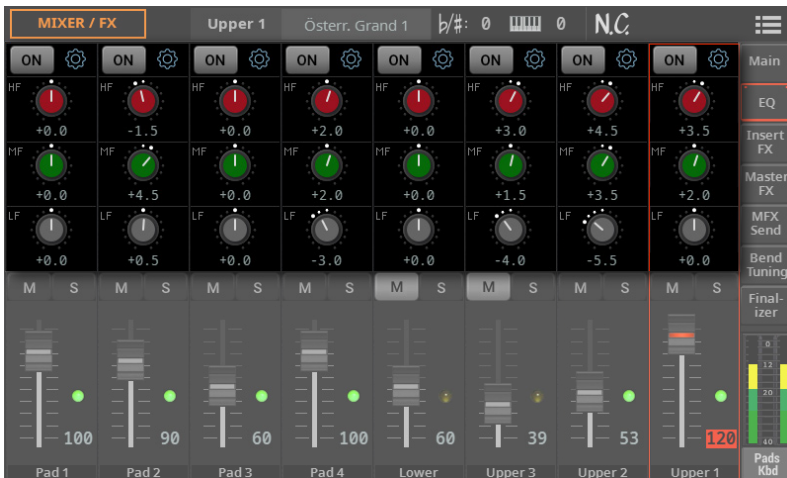 MIXER / FX Upper 1 Österr. Grand 1 b/#: 0 0 N.C.
ON ON ON ON ON ON ON ON Main
HF HF HF HF HF HF HF HF
+0.0 -1.5 +0.0 +2.0 +0.0 +3.0 +4.5 +3.5
EQ
MF MF MF MF MF MF MF MF
+0.0 +4.5 +0.0 +2.0 +0.0 +1.5 +3.5 +2.0
Insert
FX
Master
FX
LF LF LF LF LF LF LF LF
+0.0 +0.5 +0.0 -3.0 +0.0 -4.0 -5.5 +0.0
MFX
Send
Bend
Tuning
M S M S M S M S M S M S M S M S
Final-
izer
0
12
20
40
100 90 60 100 60 39 53 120
Pad 1 Pad 2 Pad 3 Pad 4 Lower Upper 3 Upper 2 Upper 1
Pads
Kbd